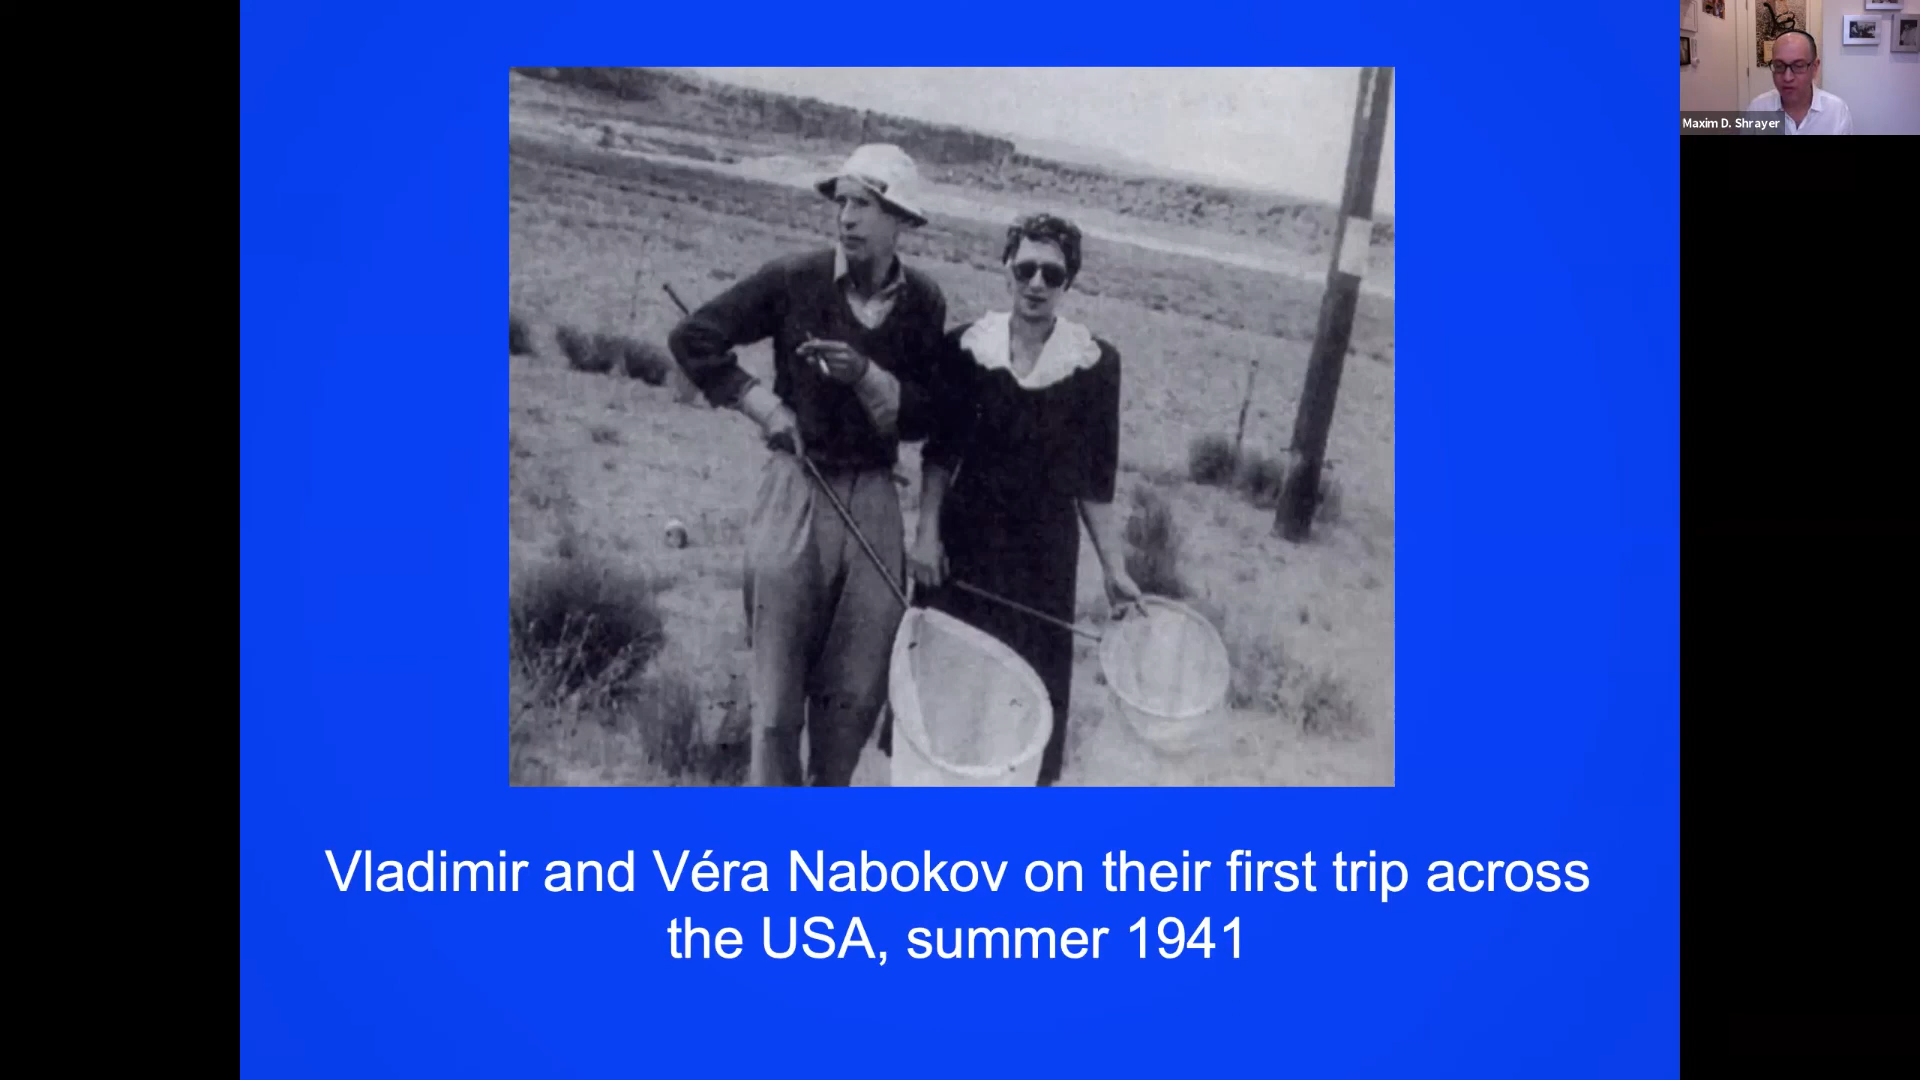 Maxim D. Shrayer
Vladimir and Véra Nabokov on their first trip across
the USA, summer 1941